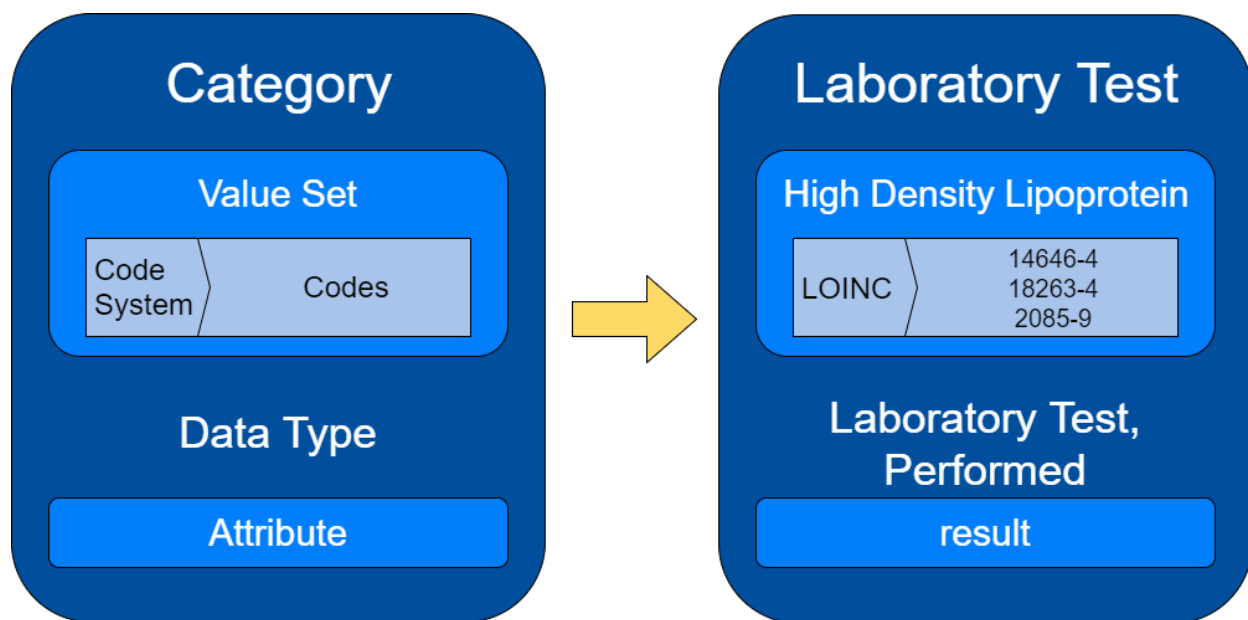 Category
Value Set
Code
System
Codes
Data Type
Attribute
Laboratory Test
High Density Lipoprotein
LOINC
14646-4
18263-4
2085-9
Laboratory Test,
Performed
result